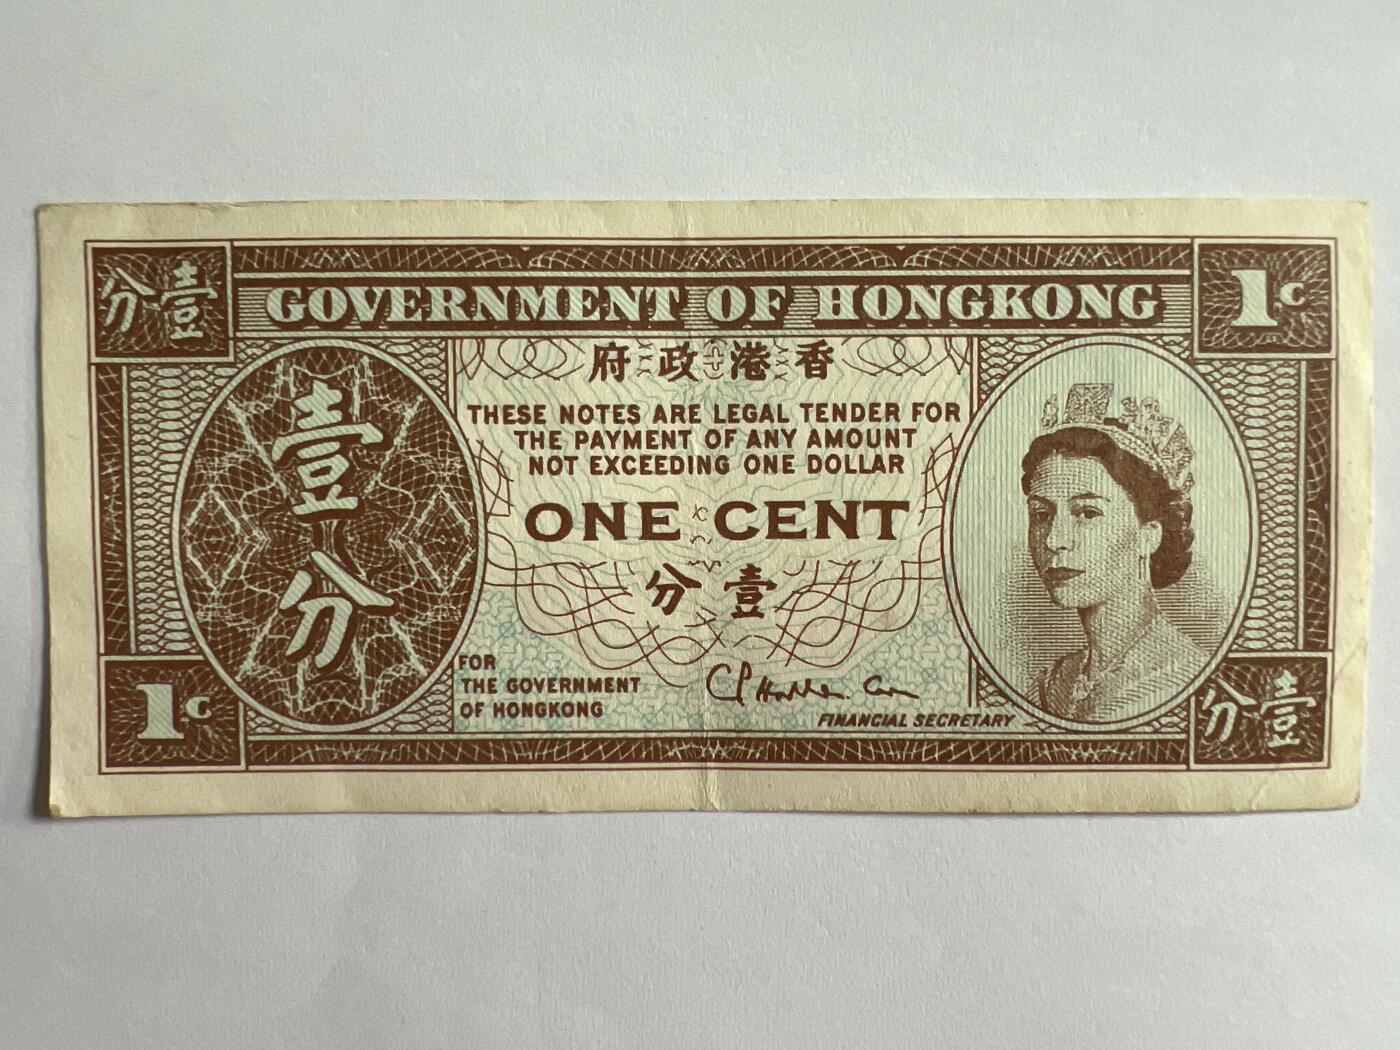 分壹
GOVERNMENT OF HONGKONG
1c
府政港香
THESE NOTES ARE LEGAL TENDER FOR
THE PAYMENT OF ANY AMOUNT
NOT EXCEEDING ONE DOLLAR
壹分
ONE CENT
分壹
FOR
THE GOVERNMENT
OF HONGKONG
FINANCIAL SECRETARY
1c
分壹